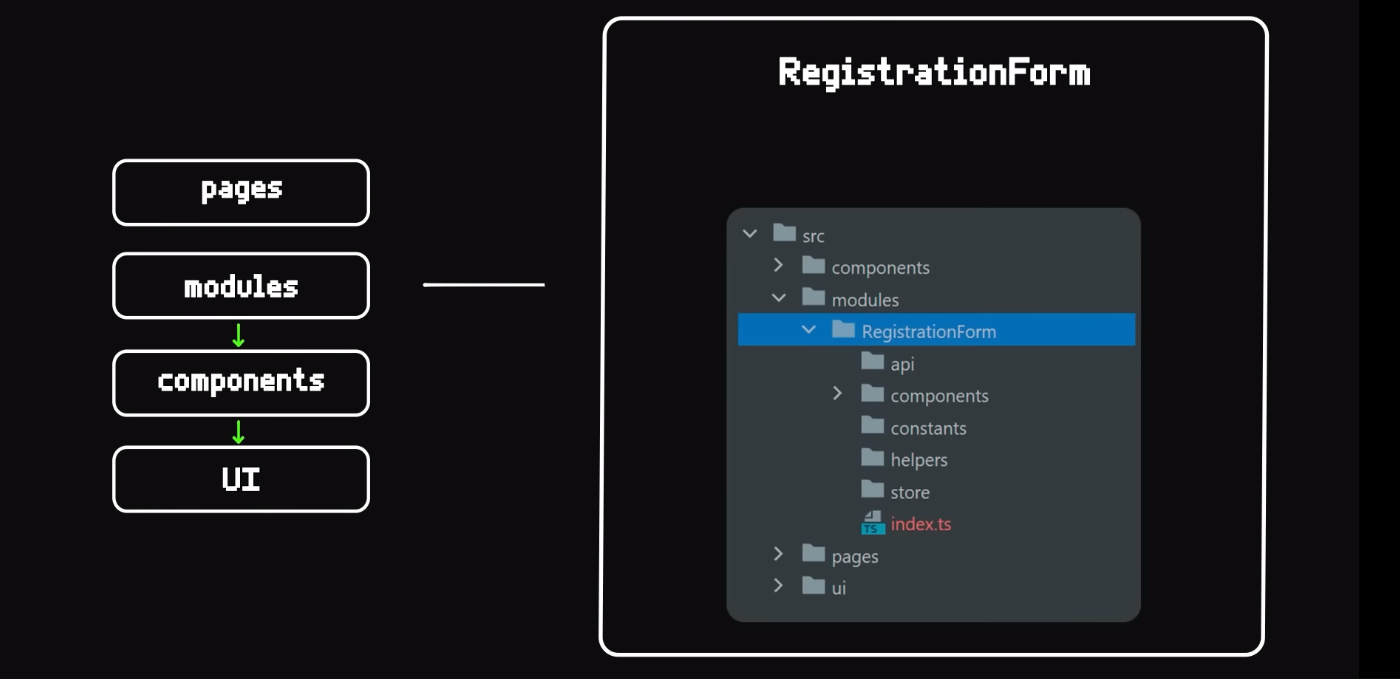 pages
modules
components
UI
RegistrationForm
src
components
modules
RegistrationForm
api
components
constants
helpers
store
TS index.ts
pages
ui